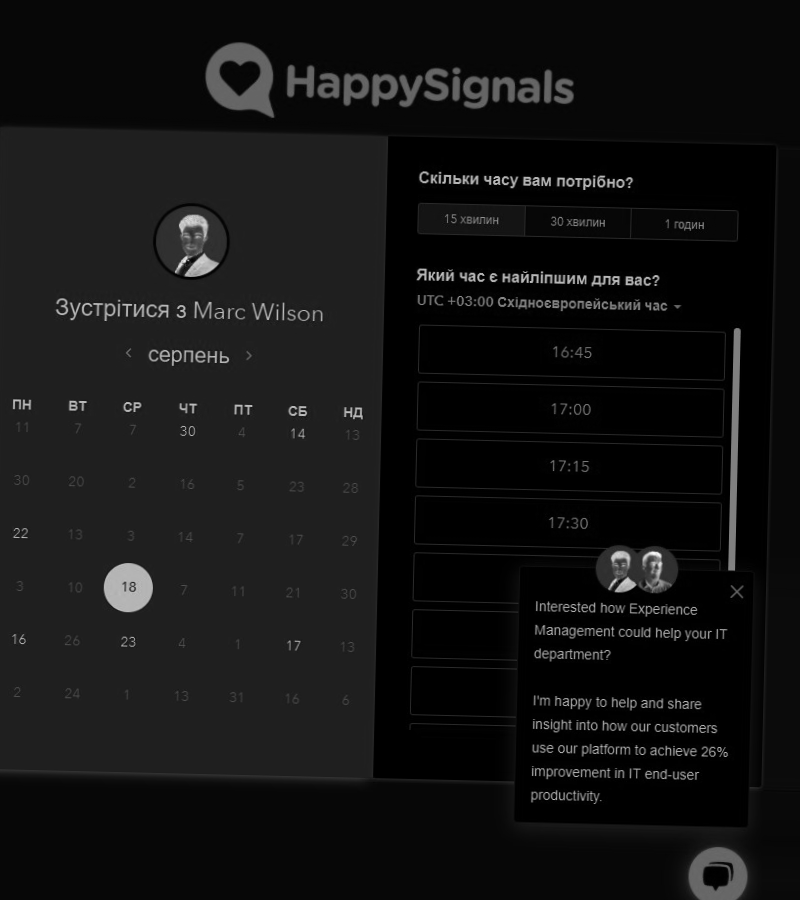 HappySignals
Зустрітися з Marc Wilson
серпень
ПН ВТ СР ЧТ ПТ СБ НД
11 7 7 30 4 14 13
30 20 2 16 5 23 28
22 13 3 14 7 17 29
3 10 18 7 11 21 30
16 26 23 4 1 17 13
2 24 1 13 31 16 6
Скільки часу вам потрібно?
15 хвилин 30 хвилин 1 годин
Який час є найліпшим для вас?
UTC +03:00 Східноєвропейський час
16:45
17:00
17:15
17:30
Interested how Experience
Management could help your IT
department?
I'm happy to help and share
insight into how our customers
use our platform to achieve 26%
improvement in IT end-user
productivity.